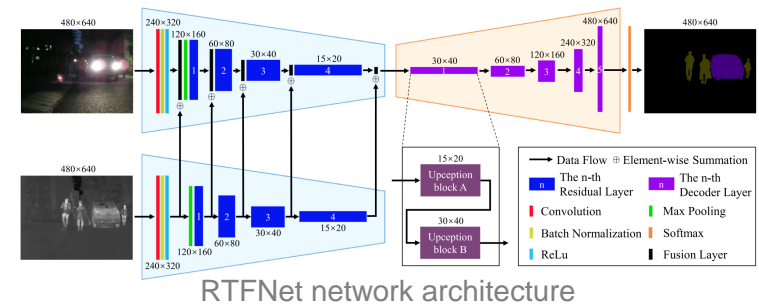 480×640
240×320
120×160
1
60×80
2
30×40
3
15×20
4
30×40
1
60×80
2
120×160
3
240×320
4
480×640
5
480×640
480×640
240×320
120×160
1
2
60×80
3
30×40
4
15×20
15×20
Upception
block A
30×40
Upception
block B
Data Flow
⊕ Element-wise Summation
n
The n-th
Residual Layer
n
The n-th
Decoder Layer
Convolution
Max Pooling
Batch Normalization
Softmax
ReLu
Fusion Layer
RTFNet network architecture